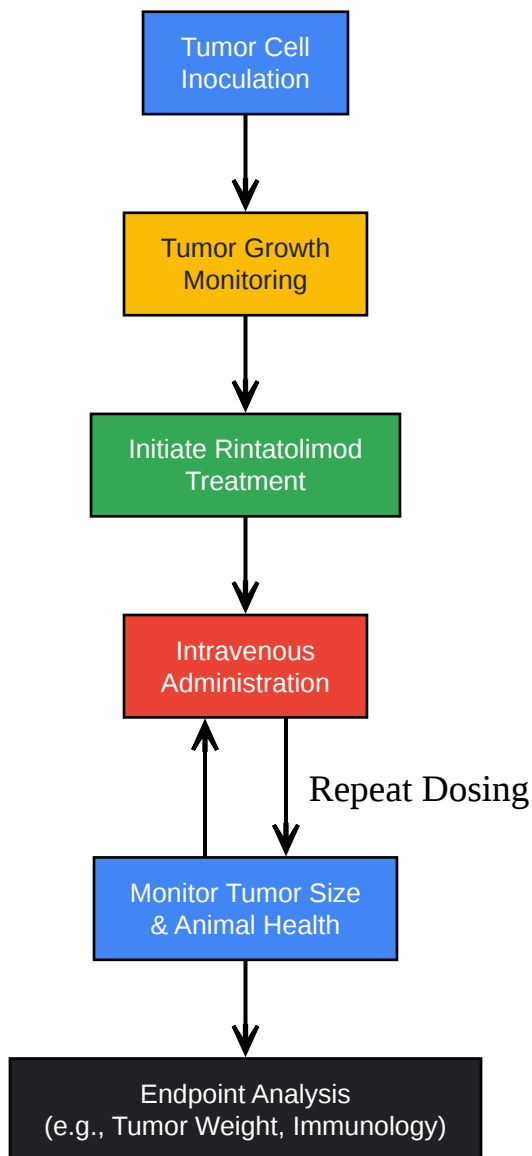 Tumor Cell
Inoculation
Tumor Growth
Monitoring
Initiate Rintatolimod
Treatment
Intravenous
Administration
Repeat Dosing
Monitor Tumor Size
& Animal Health
Endpoint Analysis
(e.g., Tumor Weight, Immunology)